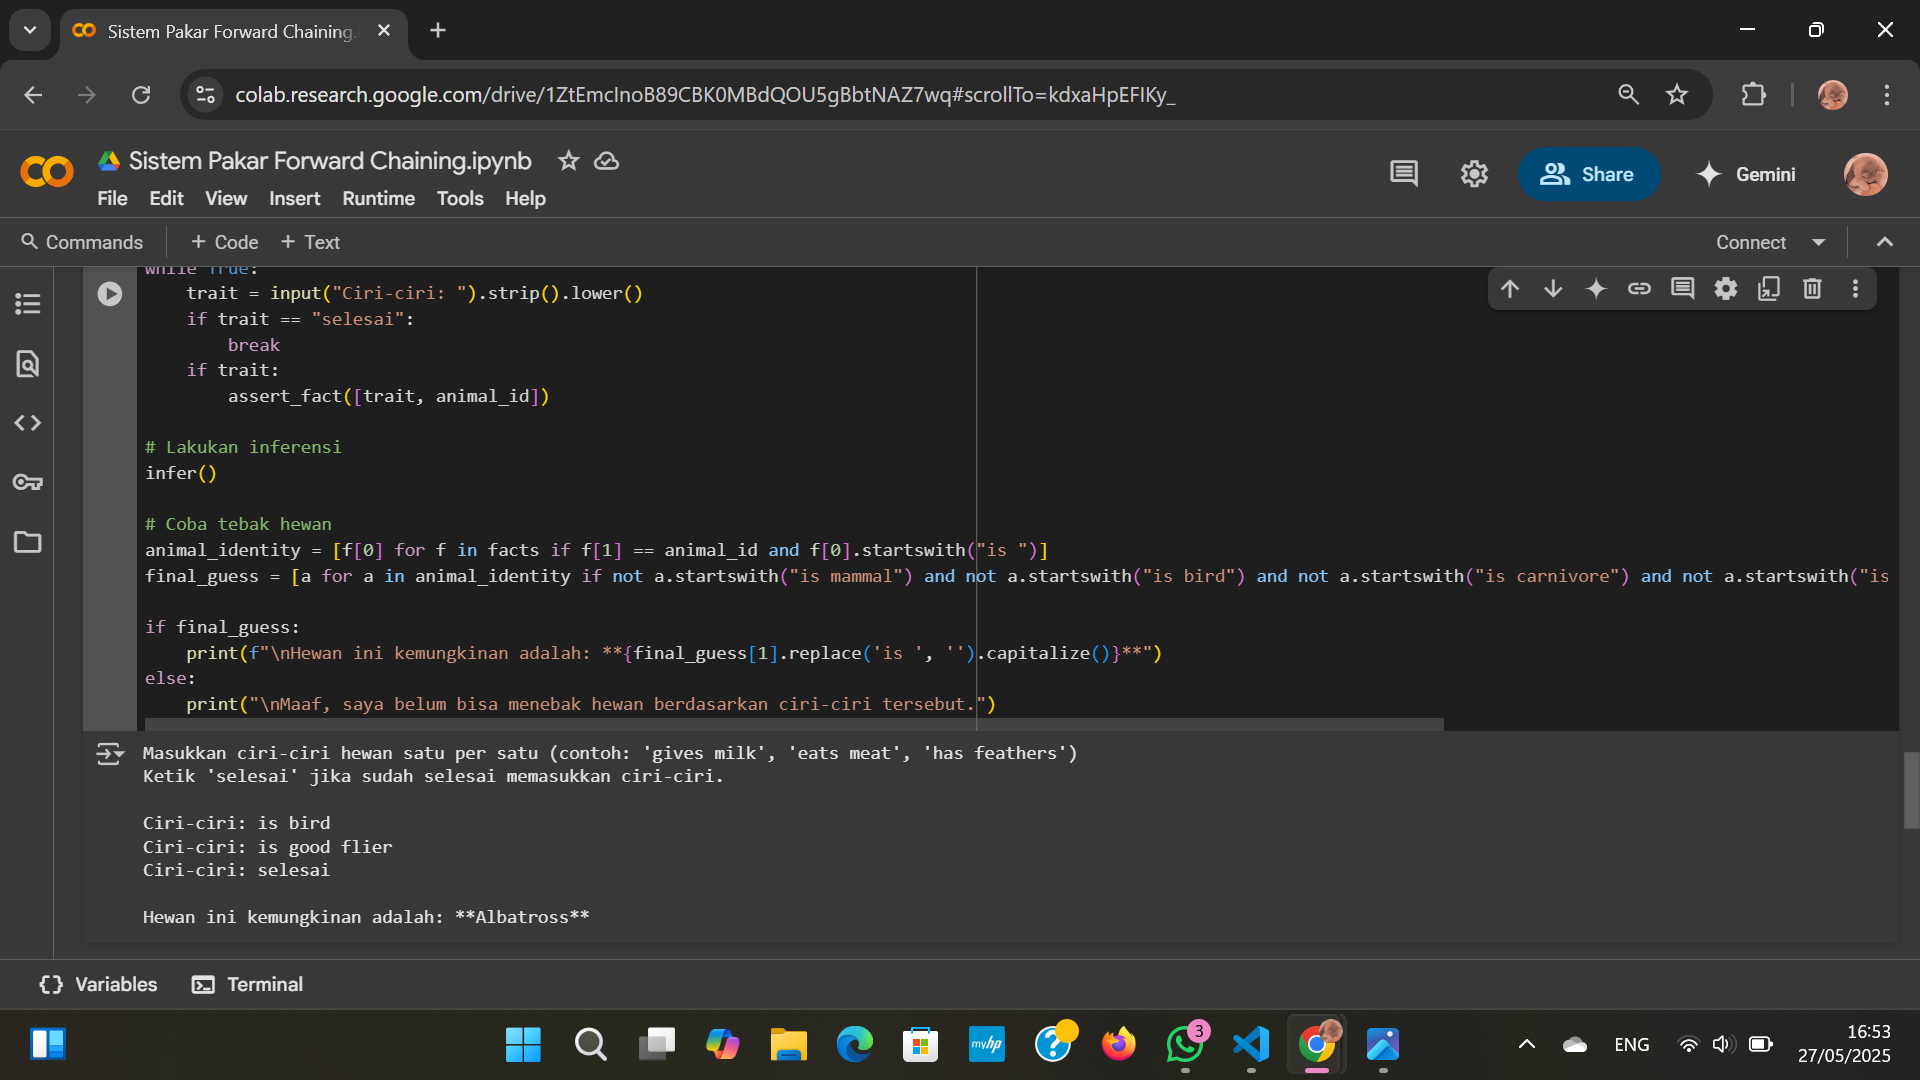 Sistem Pakar Forward Chaining.
colab.research.google.com/drive/1ZtEmcInoB89CBK0MBdQOU5gBbtNAZ7wq#scrollTo=kdxaHpEFIKy_
Sistem Pakar Forward Chaining.ipynb
File Edit View Insert Runtime Tools Help
Share
Gemini
Commands + Code + Text
Connect
while True:
trait = input("Ciri-ciri: ").strip().lower()
if trait == "selesai":
break
if trait:
assert_fact([trait, animal_id])
# Lakukan inferensi
infer()
# Coba tebak hewan
animal_identity = [f[0] for f in facts if f[1] == animal_id and f[0].startswith("is ")]
final_guess = [a for a in animal_identity if not a.startswith("is mammal") and not a.startswith("is bird") and not a.startswith("is carnivore") and not a.startswith("is
if final_guess:
print(f"\nHewan ini kemungkinan adalah: **{final_guess[1].replace('is ', '').capitalize()}**")
else:
print("\nMaaf, saya belum bisa menebak hewan berdasarkan ciri-ciri tersebut.")
Masukkan ciri-ciri hewan satu per satu (contoh: 'gives milk', 'eats meat', 'has feathers')
Ketik 'selesai' jika sudah selesai memasukkan ciri-ciri.
Ciri-ciri: is bird
Ciri-ciri: is good flier
Ciri-ciri: selesai
Hewan ini kemungkinan adalah: **Albatross**
Variables
Terminal
myhp
3
ENG
16:53
27/05/2025